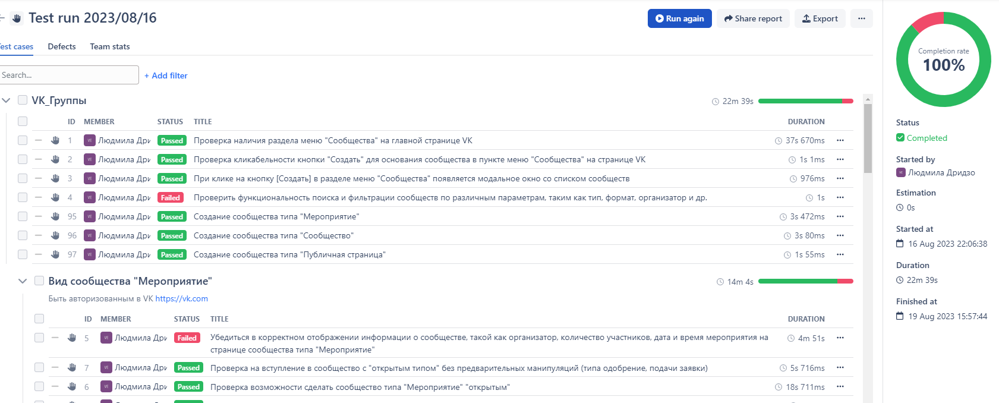 Test run 2023/08/16
Run again
Share report
Export
Test cases
Defects
Team stats
Search...
+ Add filter
VK_Группы
22m 39s
ID MEMBER STATUS TITLE DURATION
1 Людмила Дри Passed Проверка наличия раздела меню "Сообщества" на главной странице VK 37s 670ms
2 Людмила Дри Passed Проверка кликабельности кнопки "Создать" для основания сообщества в пункте меню "Сообщества" на странице VK 1s 1ms
3 Людмила Дри Passed При клике на кнопку [Создать] в разделе меню "Сообщества" появляется модальное окно со списком сообществ 976ms
4 Людмила Дри Failed Проверить функциональность поиска и фильтрации сообществ по различным параметрам, таким как тип, формат, организатор и др. 1s
95 Людмила Дри Passed Создание сообщества типа "Мероприятие" 3s 472ms
96 Людмила Дри Passed Создание сообщества типа "Сообщество" 3s 80ms
97 Людмила Дри Passed Создание сообщества типа "Публичная страница" 1s 55ms
Вид сообщества "Мероприятие"
14m 4s
Быть авторизованным в VK https://vk.com
ID MEMBER STATUS TITLE DURATION
5 Людмила Дри Failed Убедиться в корректном отображении информации о сообществе, такой как организатор, количество участников, дата и время мероприятия на 4m 51s
странице сообщества типа "Мероприятие"
7 Людмила Дри Passed Проверка на вступление в сообщество с "открытым типом" без предварительных манипуляций (типа одобрение, подачи заявки) 5s 716ms
6 Людмила Дри Passed Проверка возможности сделать сообщество типа "Мероприятие" "открытым" 18s 711ms
Completion rate
100%
Status
Completed
Started by
Людмила Дридзо
Estimation
0s
Started at
16 Aug 2023 22:06:38
Duration
22m 39s
Finished at
19 Aug 2023 15:57:44